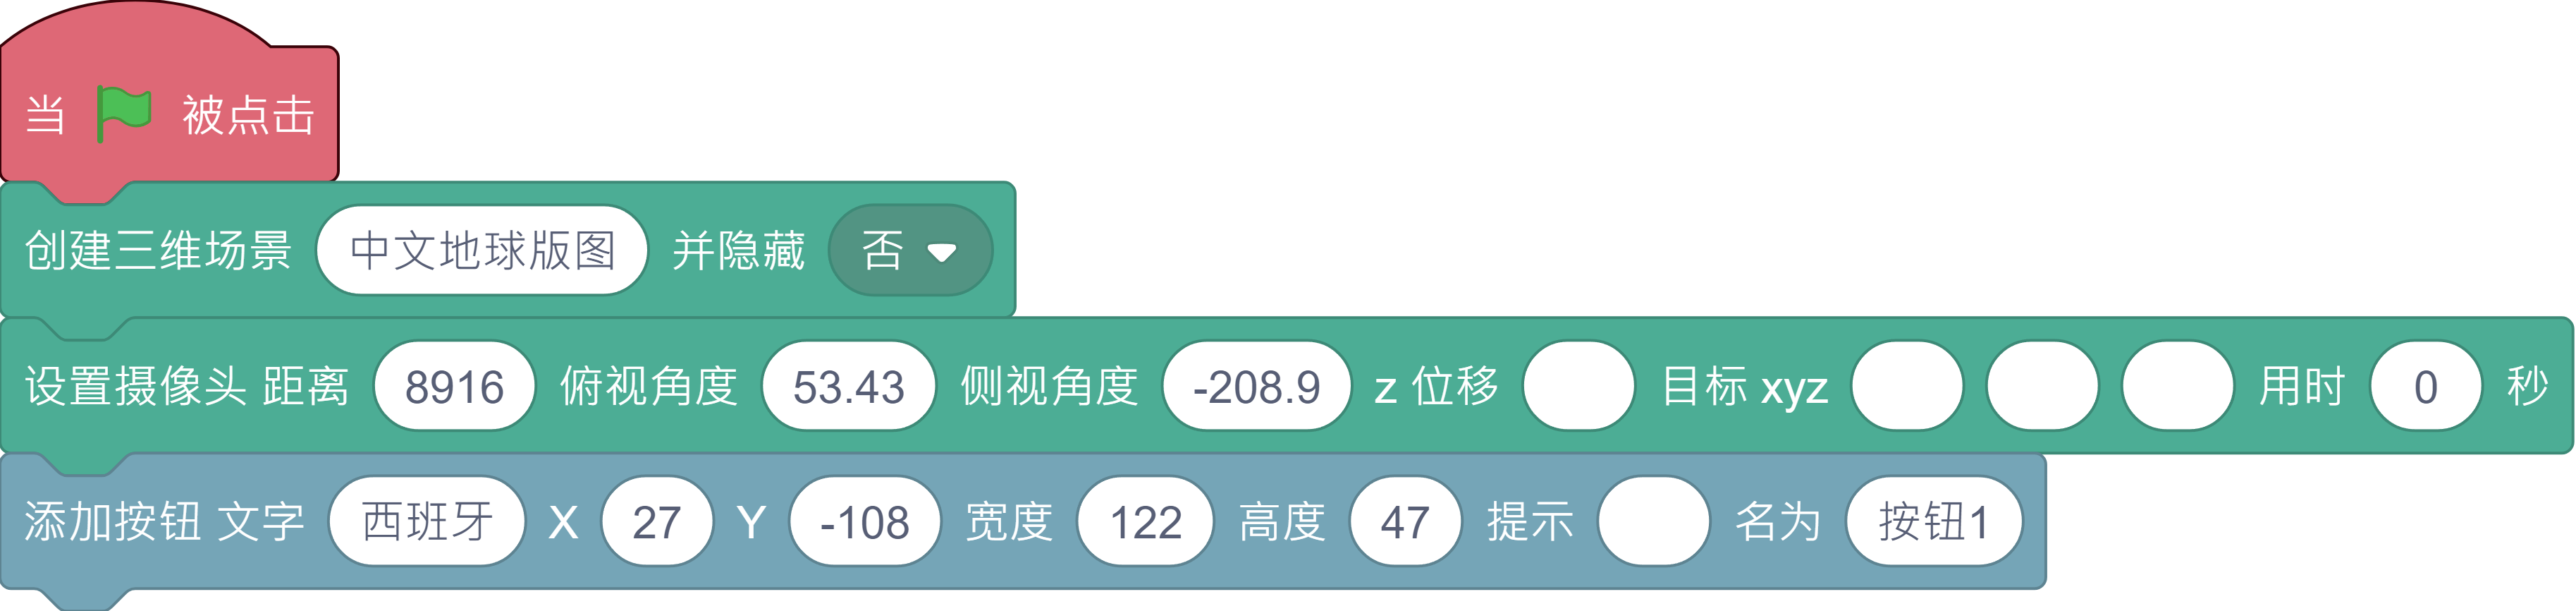 当 被点击
创建三维场景 中文地球版图 并隐藏 否
设置摄像头 距离 8916 俯视角度 53.43 侧视角度 -208.9 z 位移 目标 xyz 用时 0 秒
添加按钮 文字 西班牙 X 27 Y -108 宽度 122 高度 47 提示 名为 按钮1